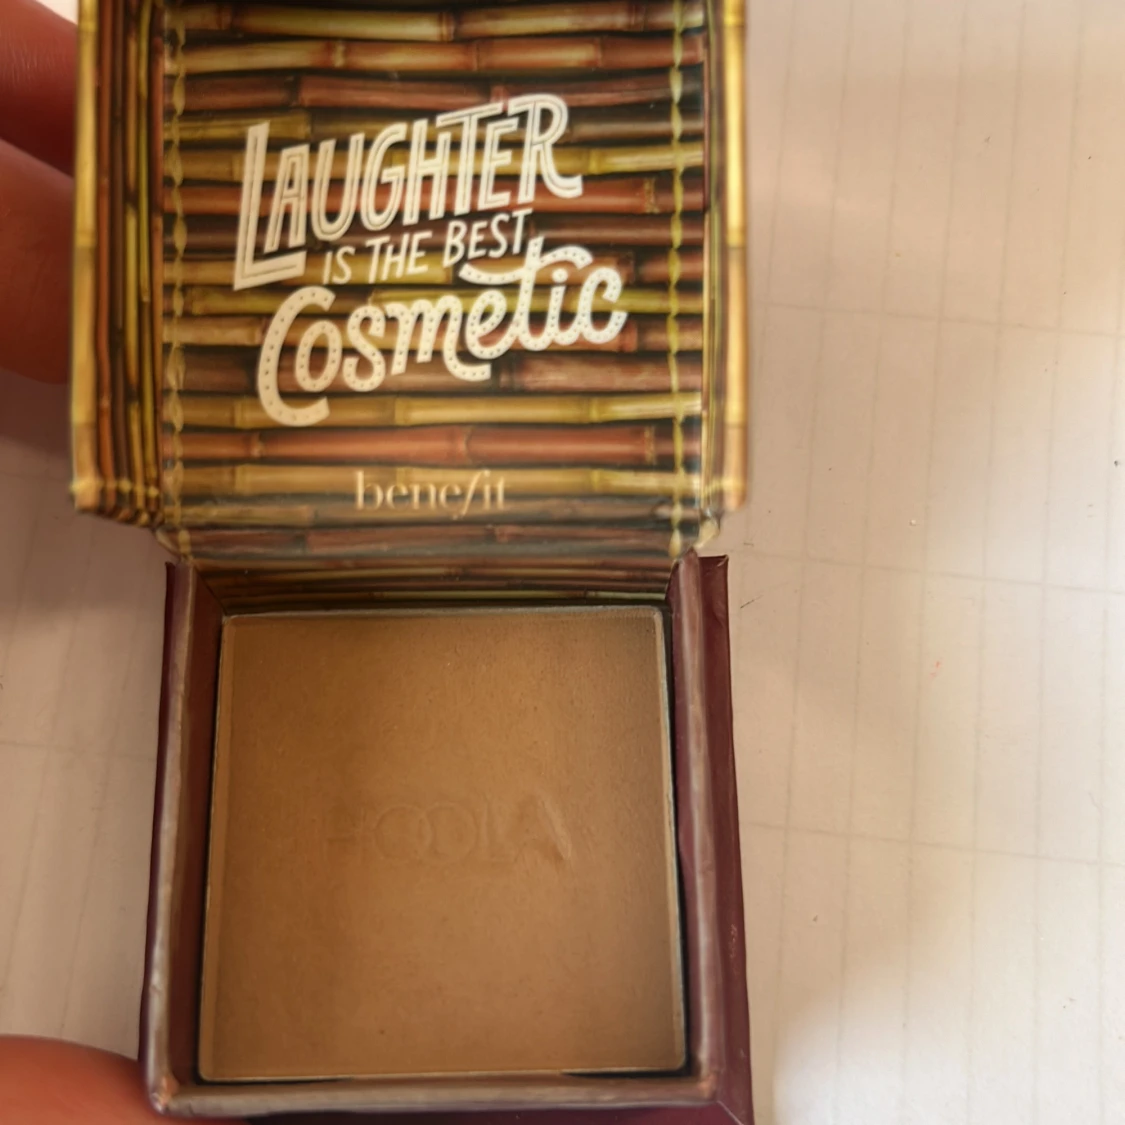 LAUGHTER
IS THE BEST
Cosmetic
benefit
HOOLA